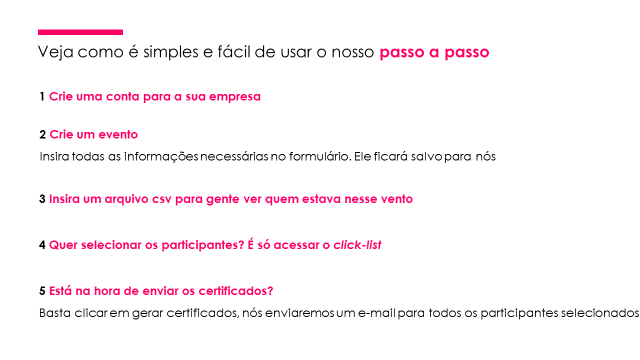 Veja como é simples e fácil de usar o nosso passo a passo
1 Crie uma conta para a sua empresa
2 Crie um evento
Insira todas as informações necessárias no formulário. Ele ficará salvo para nós
3 Insira um arquivo csv para gente ver quem estava nesse vento
4 Quer selecionar os participantes? É só acessar o click-list
5 Está na hora de enviar os certificados?
Basta clicar em gerar certificados, nós enviaremos um e-mail para todos os participantes selecionados